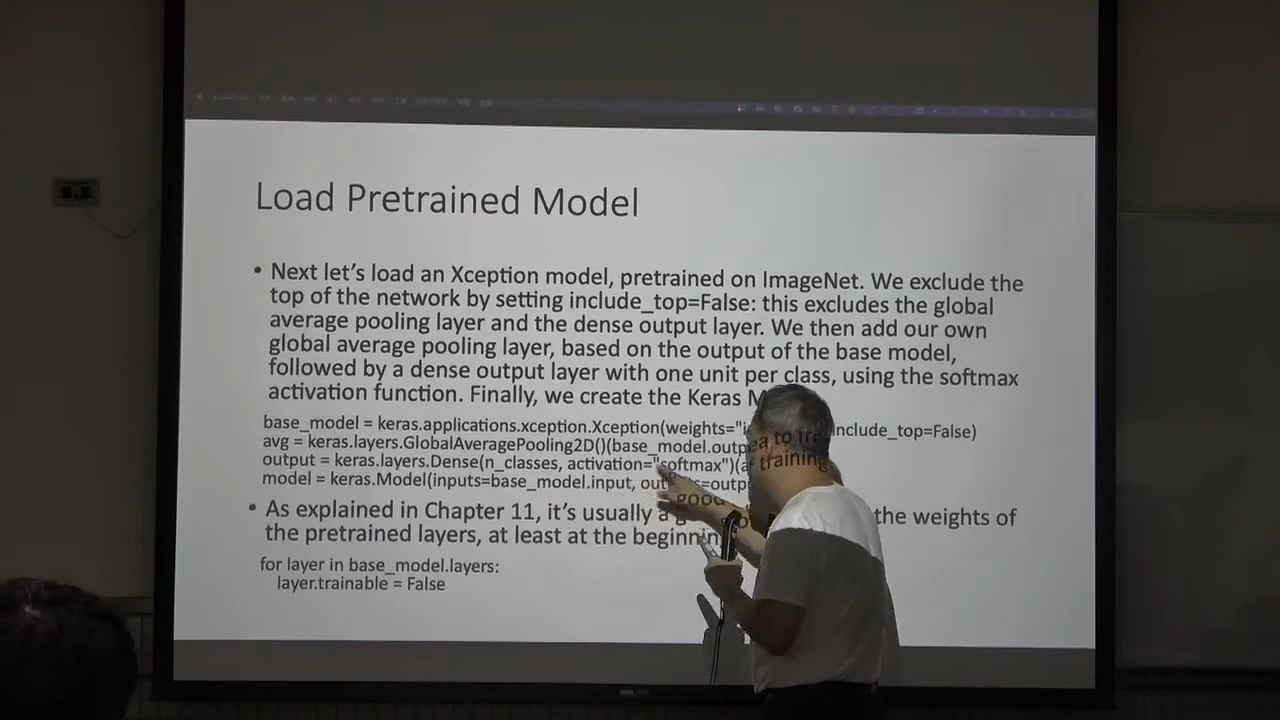 Load Pretrained Model
• Next let's load an Xception model, pretrained on ImageNet. We exclude the
top of the network by setting include_top=False: this excludes the global
average pooling layer and the dense output layer. We then add our own
global average pooling layer, based on the output of the base model,
followed by a dense output layer with one unit per class, using the softmax
activation function. Finally, we create the Keras M
base_model = keras.applications.xception.Xception(weights="i include_top=False)
avg = keras.layers.GlobalAveragePooling2D()(base_model.outp
output = keras.layers.Dense(n_classes, activation="softmax")(a
model = keras.Model(inputs=base_model.input, outputs=outp
• As explained in Chapter 11, it's usually a good the weights of
the pretrained layers, at least at the beginnin training
for layer in base_model.layers:
layer.trainable = False